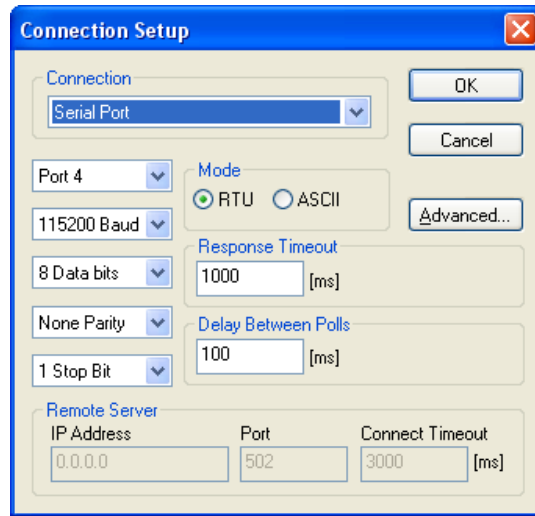 Connection Setup
Connection
Serial Port
OK
Cancel
Port 4
Mode
RTU ASCII
115200 Baud
Advanced...
Response Timeout
8 Data bits
1000 [ms]
None Parity
Delay Between Polls
100 [ms]
1 Stop Bit
Remote Server
IP Address Port Connect Timeout
0.0.0.0 502 3000 [ms]